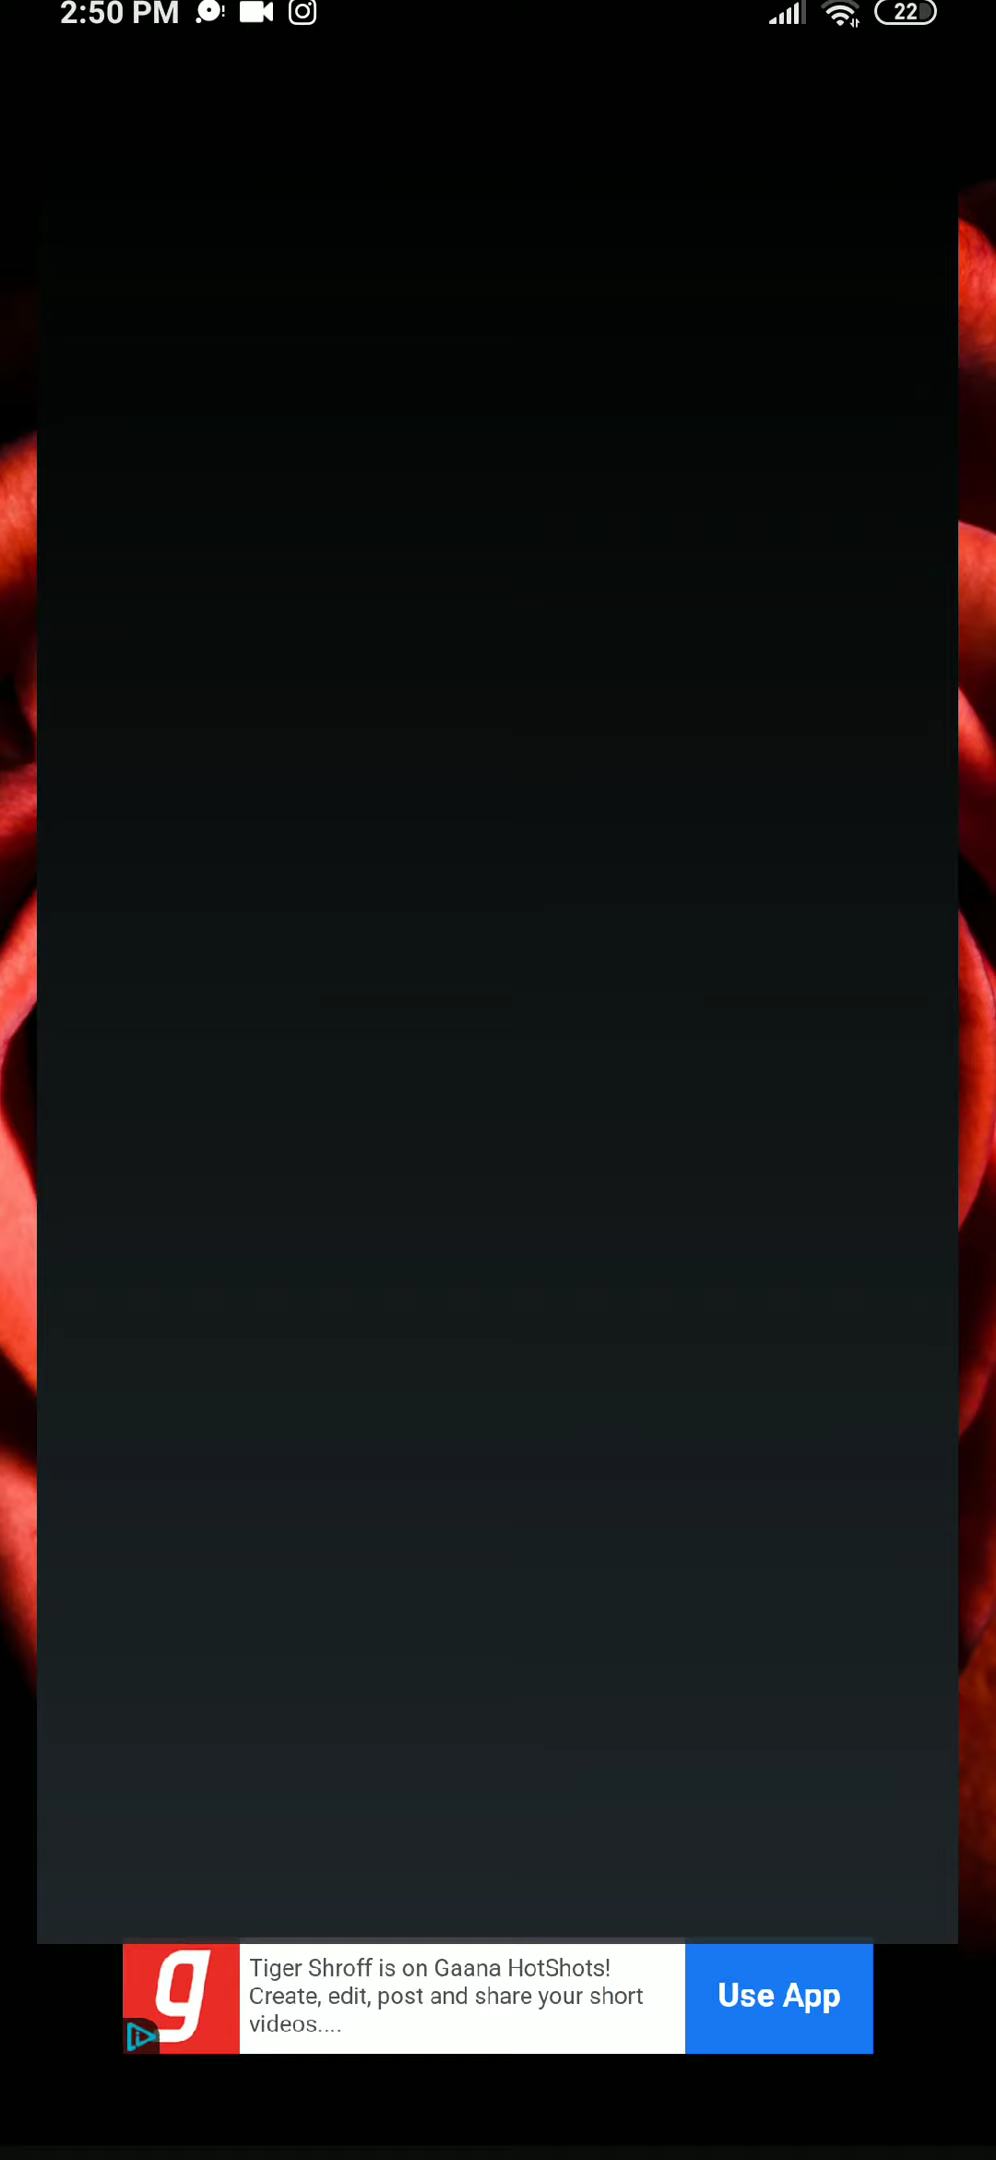 2:50 PM
22
g
Tiger Shroff is on Gaana HotShots!
Create, edit, post and share your short
videos....
Use App